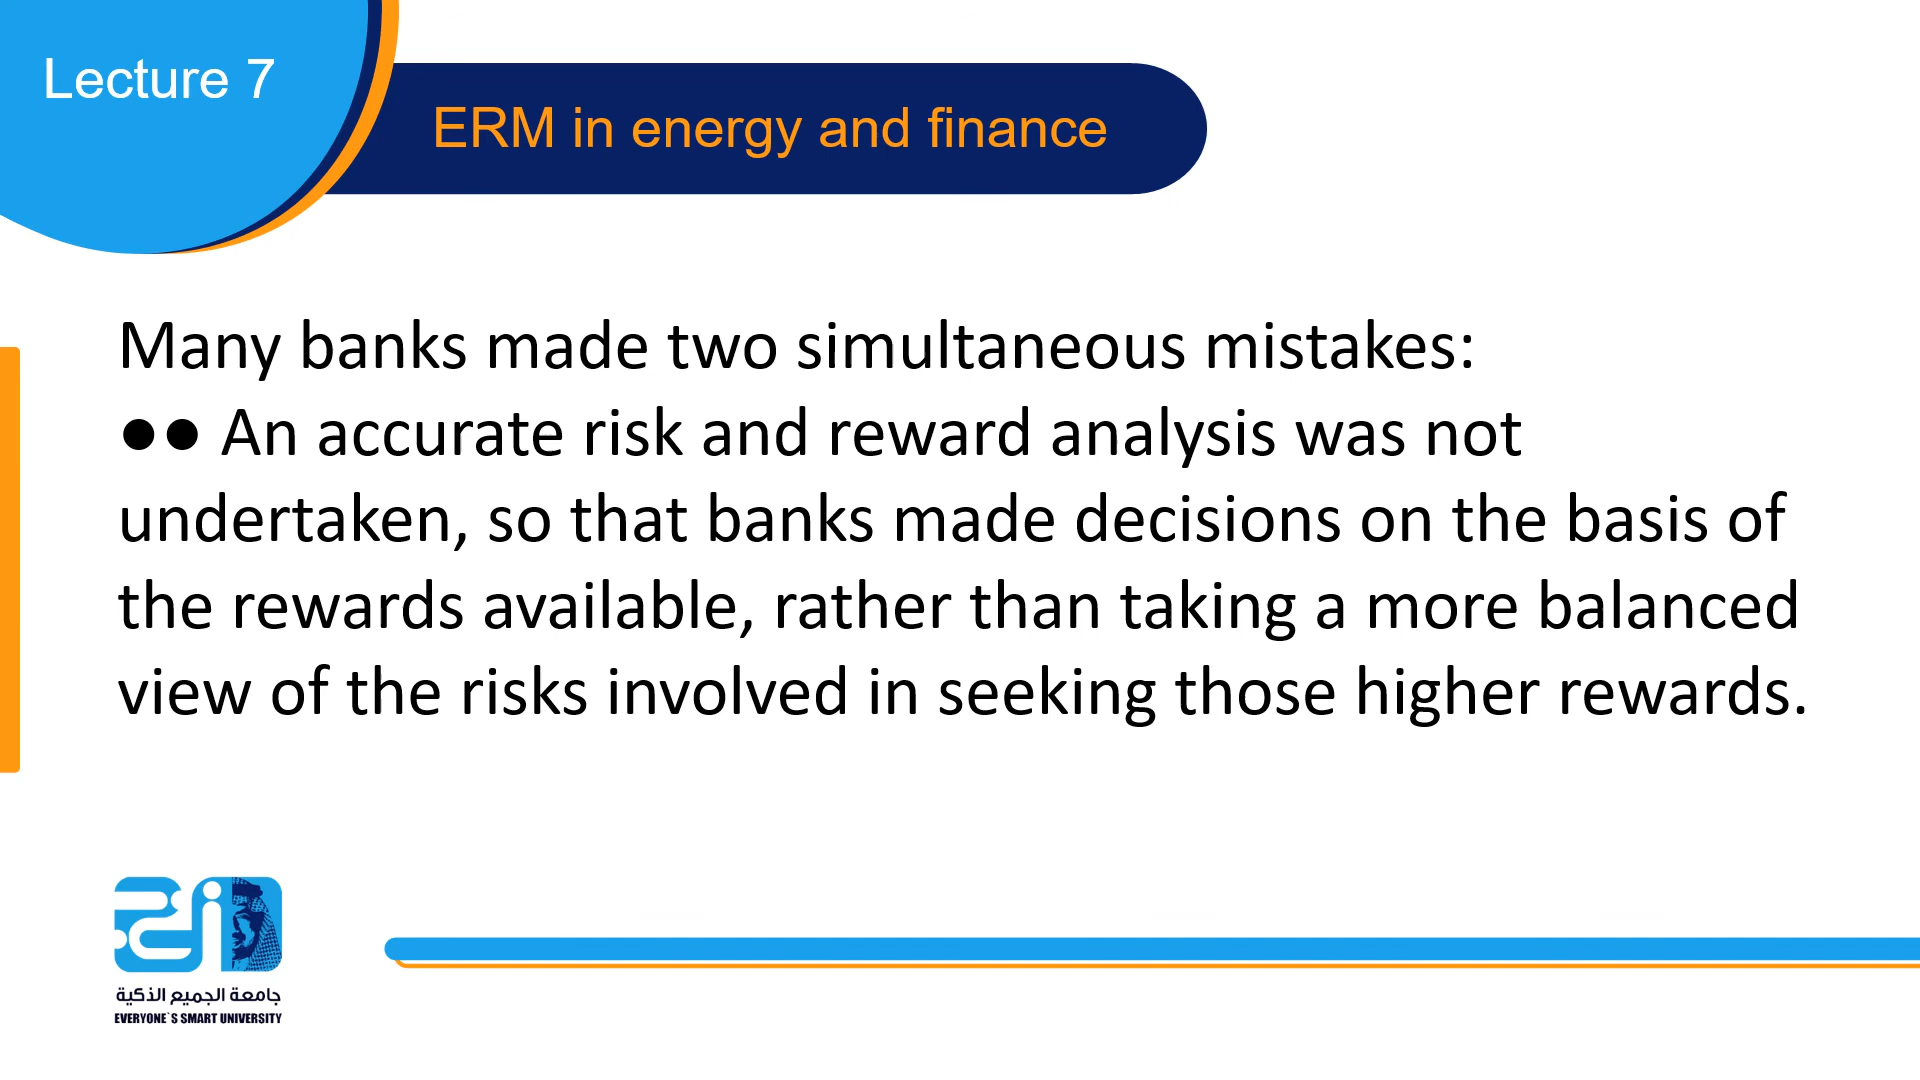 Lecture 7
ERM in energy and finance
Many banks made two simultaneous mistakes:
●● An accurate risk and reward analysis was not
undertaken, so that banks made decisions on the basis of
the rewards available, rather than taking a more balanced
view of the risks involved in seeking those higher rewards.
جامعة الجميع الذكية
EVERYONE`S SMART UNIVERSITY